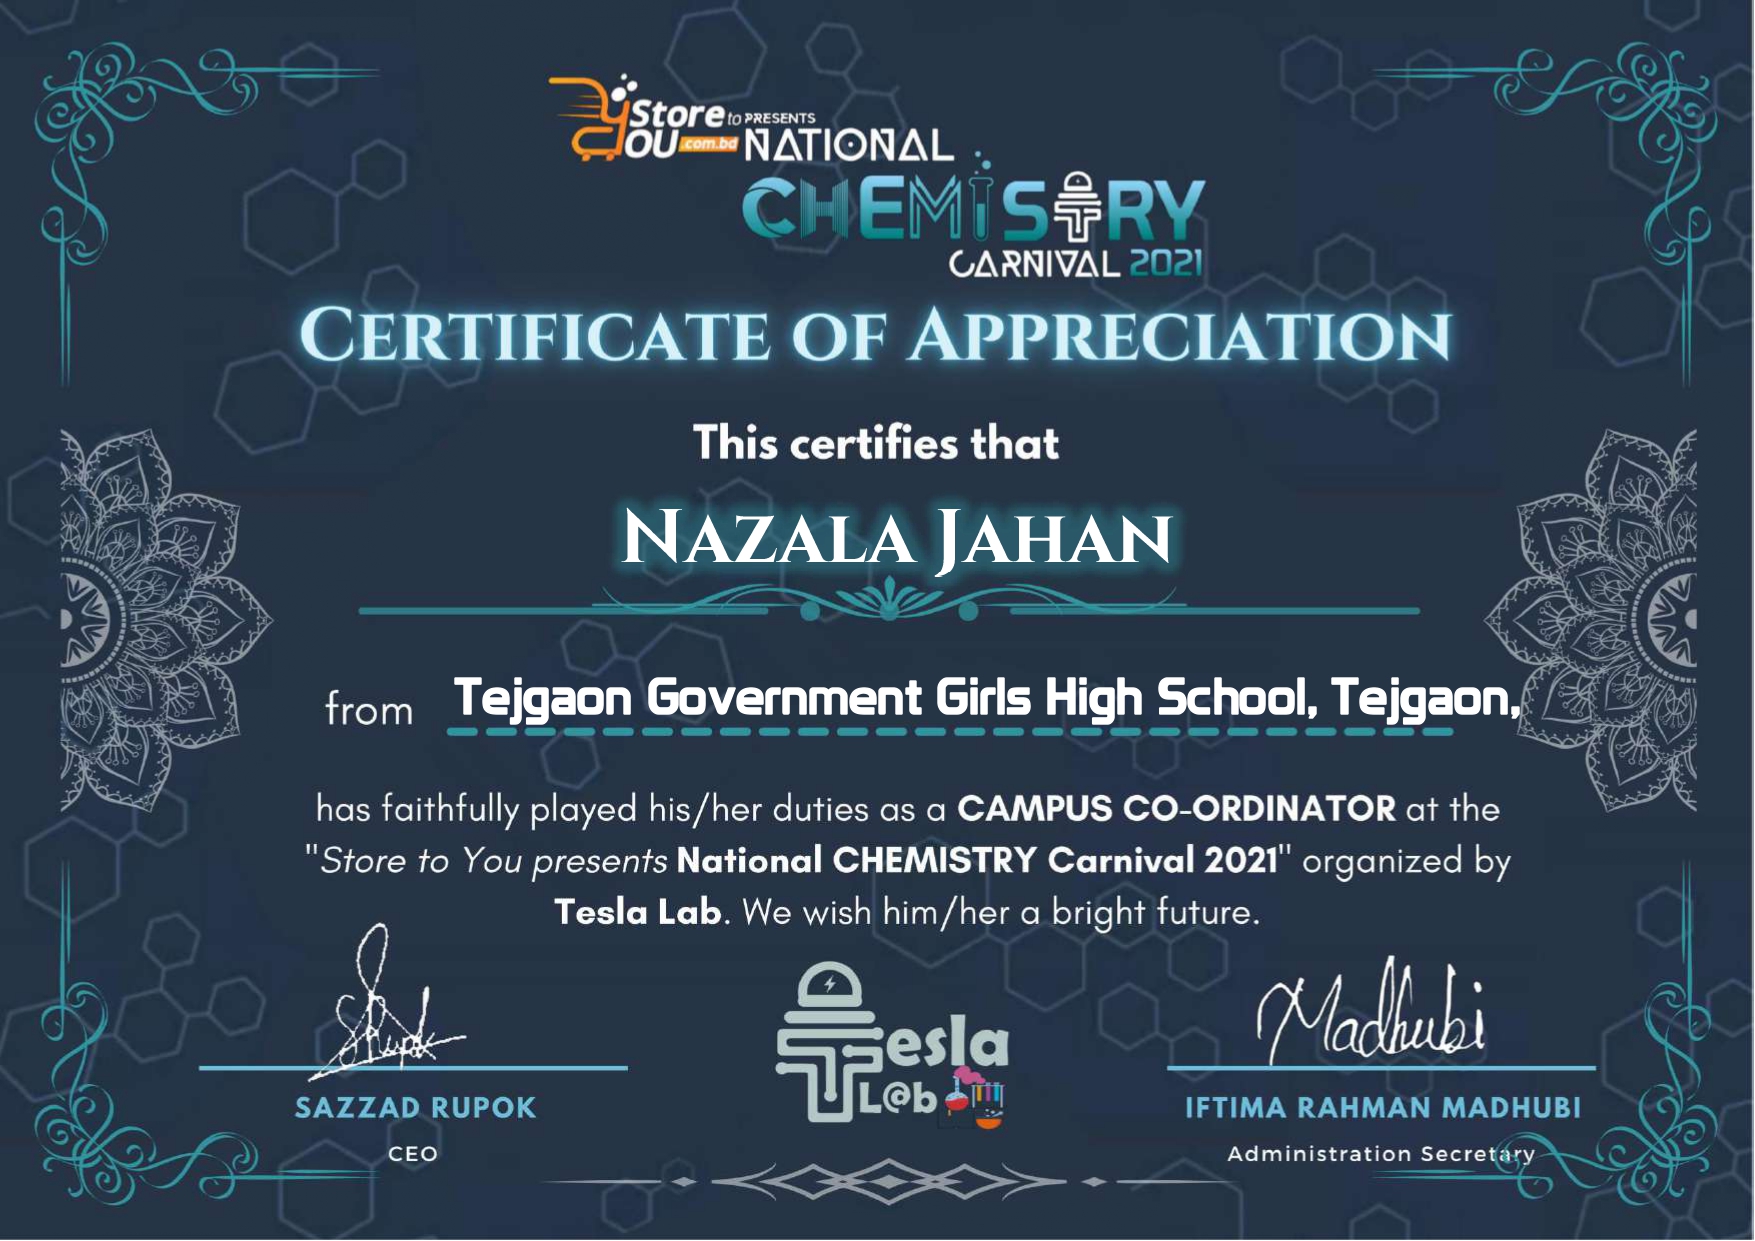 Store to PRESENTS
YOU.com.bd NATIONAL
CHEMISTRY
CARNIVAL 2021
CERTIFICATE OF APPRECIATION
This certifies that
NAZALA JAHAN
from Tejgaon Government Girls High School, Tejgaon,
has faithfully played his/her duties as a CAMPUS CO-ORDINATOR at the
"Store to You presents National CHEMISTRY Carnival 2021" organized by
Tesla Lab. We wish him/her a bright future.
SRupok
Madhubi
Tesla
L@b
SAZZAD RUPOK
CEO
IFTIMA RAHMAN MADHUBI
Administration Secretary